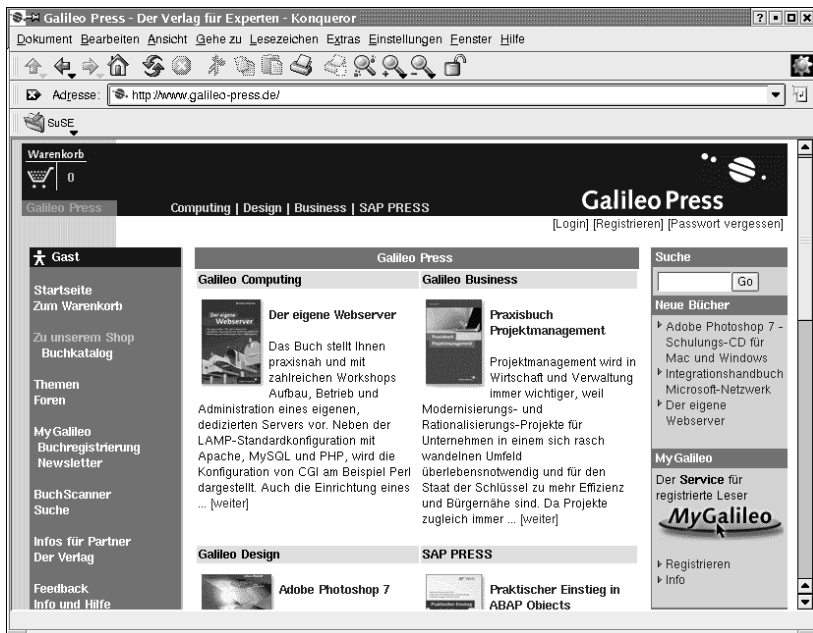 Galileo Press - Der Verlag für Experten - Konqueror
Dokument Bearbeiten Ansicht Gehe zu Lesezeichen Extras Einstellungen Fenster Hilfe
Adresse: http://www.galileo-press.de/
SuSE
Warenkorb
0
Galileo Press
Computing | Design | Business | SAP PRESS
Galileo Press
[Login] [Registrieren] [Passwort vergessen]
Gast
Startseite
Zum Warenkorb
Zu unserem Shop
Buchkatalog
Themen
Foren
MyGalileo
Buchregistrierung
Newsletter
BuchScanner
Suche
Infos für Partner
Der Verlag
Feedback
Info und Hilfe
Galileo Press
Galileo Computing
Der eigene
Webserver
Der eigene Webserver
Das Buch stellt Ihnen
praxisnah und mit
zahlreichen Workshops
Aufbau, Betrieb und
Administration eines eigenen,
dedizierten Servers vor. Neben der
LAMP-Standardkonfiguration mit
Apache, MySQL und PHP, wird die
Konfiguration von CGI am Beispiel Perl
dargestellt. Auch die Einrichtung eines
... [weiter]
Galileo Business
Praxisbuch
Projektmanagement
Praxisbuch
Projektmanagement
Projektmanagement wird in
Wirtschaft und Verwaltung
immer wichtiger, weil
Modernisierungs- und
Rationalisierungs-Projekte für
Unternehmen in einem sich rasch
wandelnen Umfeld
überlebensnotwendig und für den
Staat der Schlüssel zu mehr Effizienz
und Bürgernähe sind. Da Projekte
zugleich immer ... [weiter]
Galileo Design
Adobe Photoshop 7
SAP PRESS
Praktischer Einstieg
Praktischer Einstieg in
ABAP Objects
Suche
Go
Neue Bücher
Adobe Photoshop 7 -
Schulungs-CD für
Mac und Windows
Integrationshandbuch
Microsoft-Netzwerk
Der eigene
Webserver
MyGalileo
Der Service für
registrierte Leser
MyGalileo
Registrieren
Info